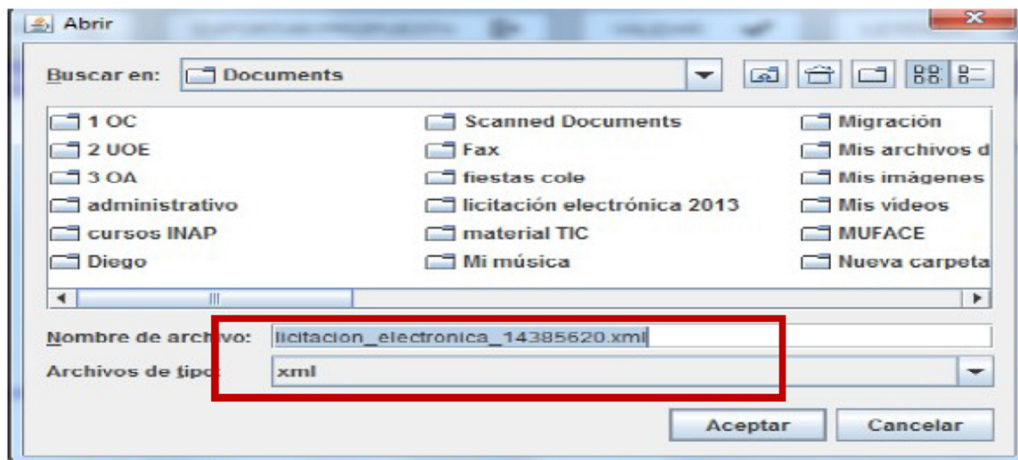 Abrir
Buscar en: Documents
1 OC Scanned Documents Migración
2 UOE Fax Mis archivos d
3 OA fiestas cole Mis imágenes
administrativo licitación electrónica 2013 Mis vídeos
cursos INAP material TIC MUFACE
Diego Mi música Nueva carpeta
Nombre de archivo: licitacion_electronica_14385620.xml
Archivos de tipo: xml
Aceptar Cancelar